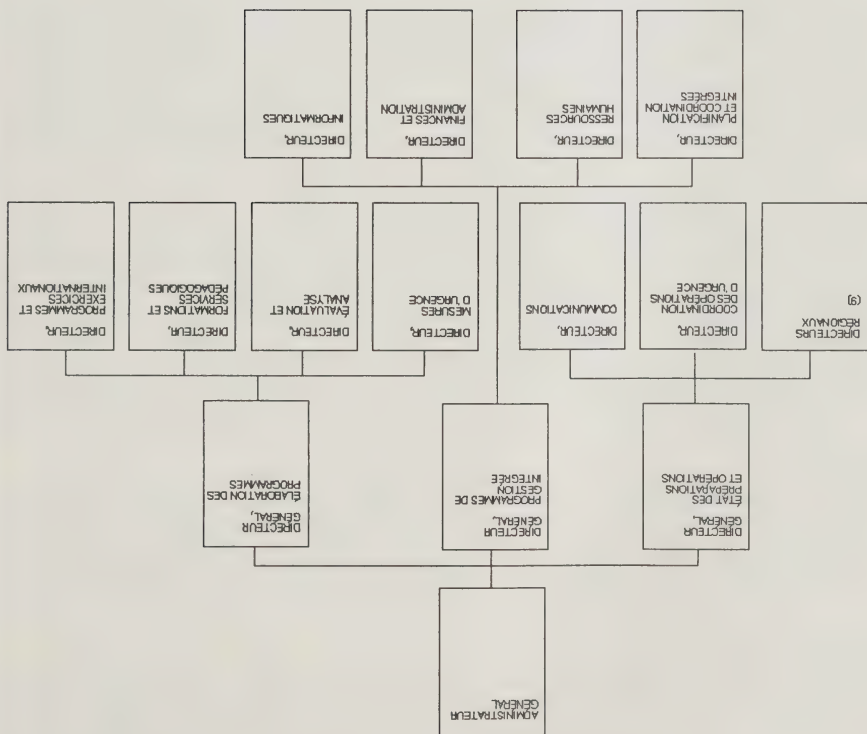 ADMINISTRATEUR
GÉNÉRAL
DIRECTEUR
GÉNÉRAL,
ÉTAT DES
PRÉPARATIONS
ET OPÉRATIONS
DIRECTEUR
GÉNÉRAL,
PROGRAMMES DE
GESTION
INTÉGRÉE
DIRECTEUR
GÉNÉRAL,
ÉLABORATION DES
PROGRAMMES
DIRECTEURS
RÉGIONAUX
(9)
DIRECTEUR,
COORDINATION
DES OPÉRATIONS
D'URGENCE
DIRECTEUR,
COMMUNICATIONS
DIRECTEUR,
MESURES
D'URGENCE
DIRECTEUR,
ÉVALUATION ET
ANALYSE
DIRECTEUR,
FORMATIONS ET
SERVICES
PÉDAGOGIQUES
DIRECTEUR,
PROGRAMMES ET
EXERCICES
INTERNATIONAUX
DIRECTEUR,
PLANIFICATION
ET COORDINATION
INTÉGRÉES
DIRECTEUR,
RESSOURCES
HUMAINES
DIRECTEUR,
FINANCES ET
ADMINISTRATION
DIRECTEUR,
INFORMATIQUES